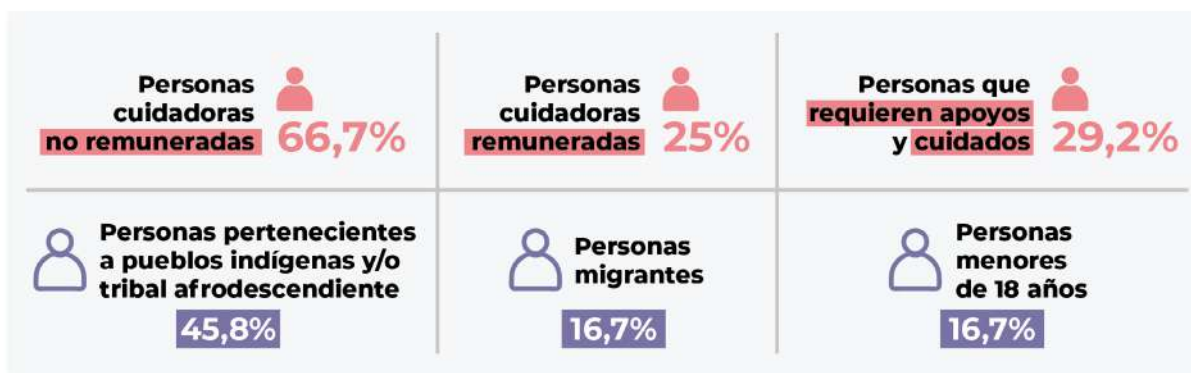 Personas
cuidadoras
no remuneradas 66,7%
Personas
cuidadoras
remuneradas 25%
Personas que
requieren apoyos
y cuidados 29,2%
Personas pertenecientes
a pueblos indígenas y/o
tribal afrodescendiente
45,8%
Personas
migrantes
16,7%
Personas
menores
de 18 años
16,7%